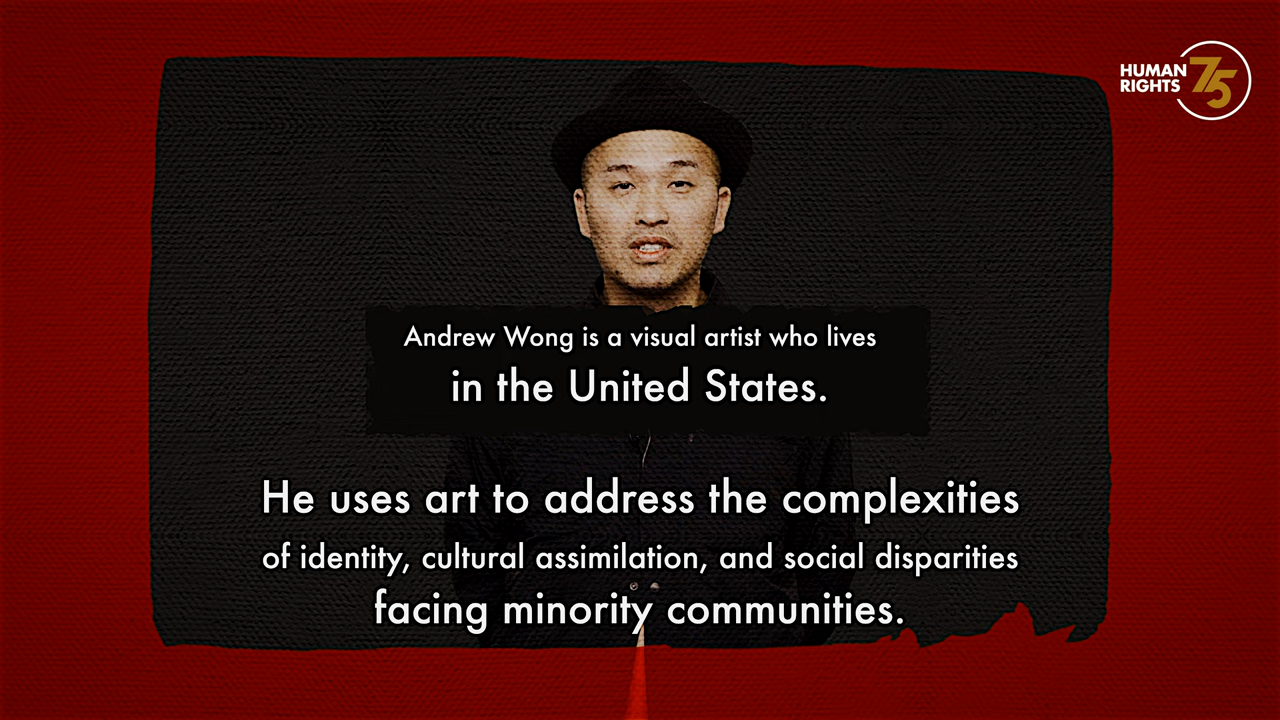 HUMAN
RIGHTS
75
Andrew Wong is a visual artist who lives
in the United States.
He uses art to address the complexities
of identity, cultural assimilation, and social disparities
facing minority communities.